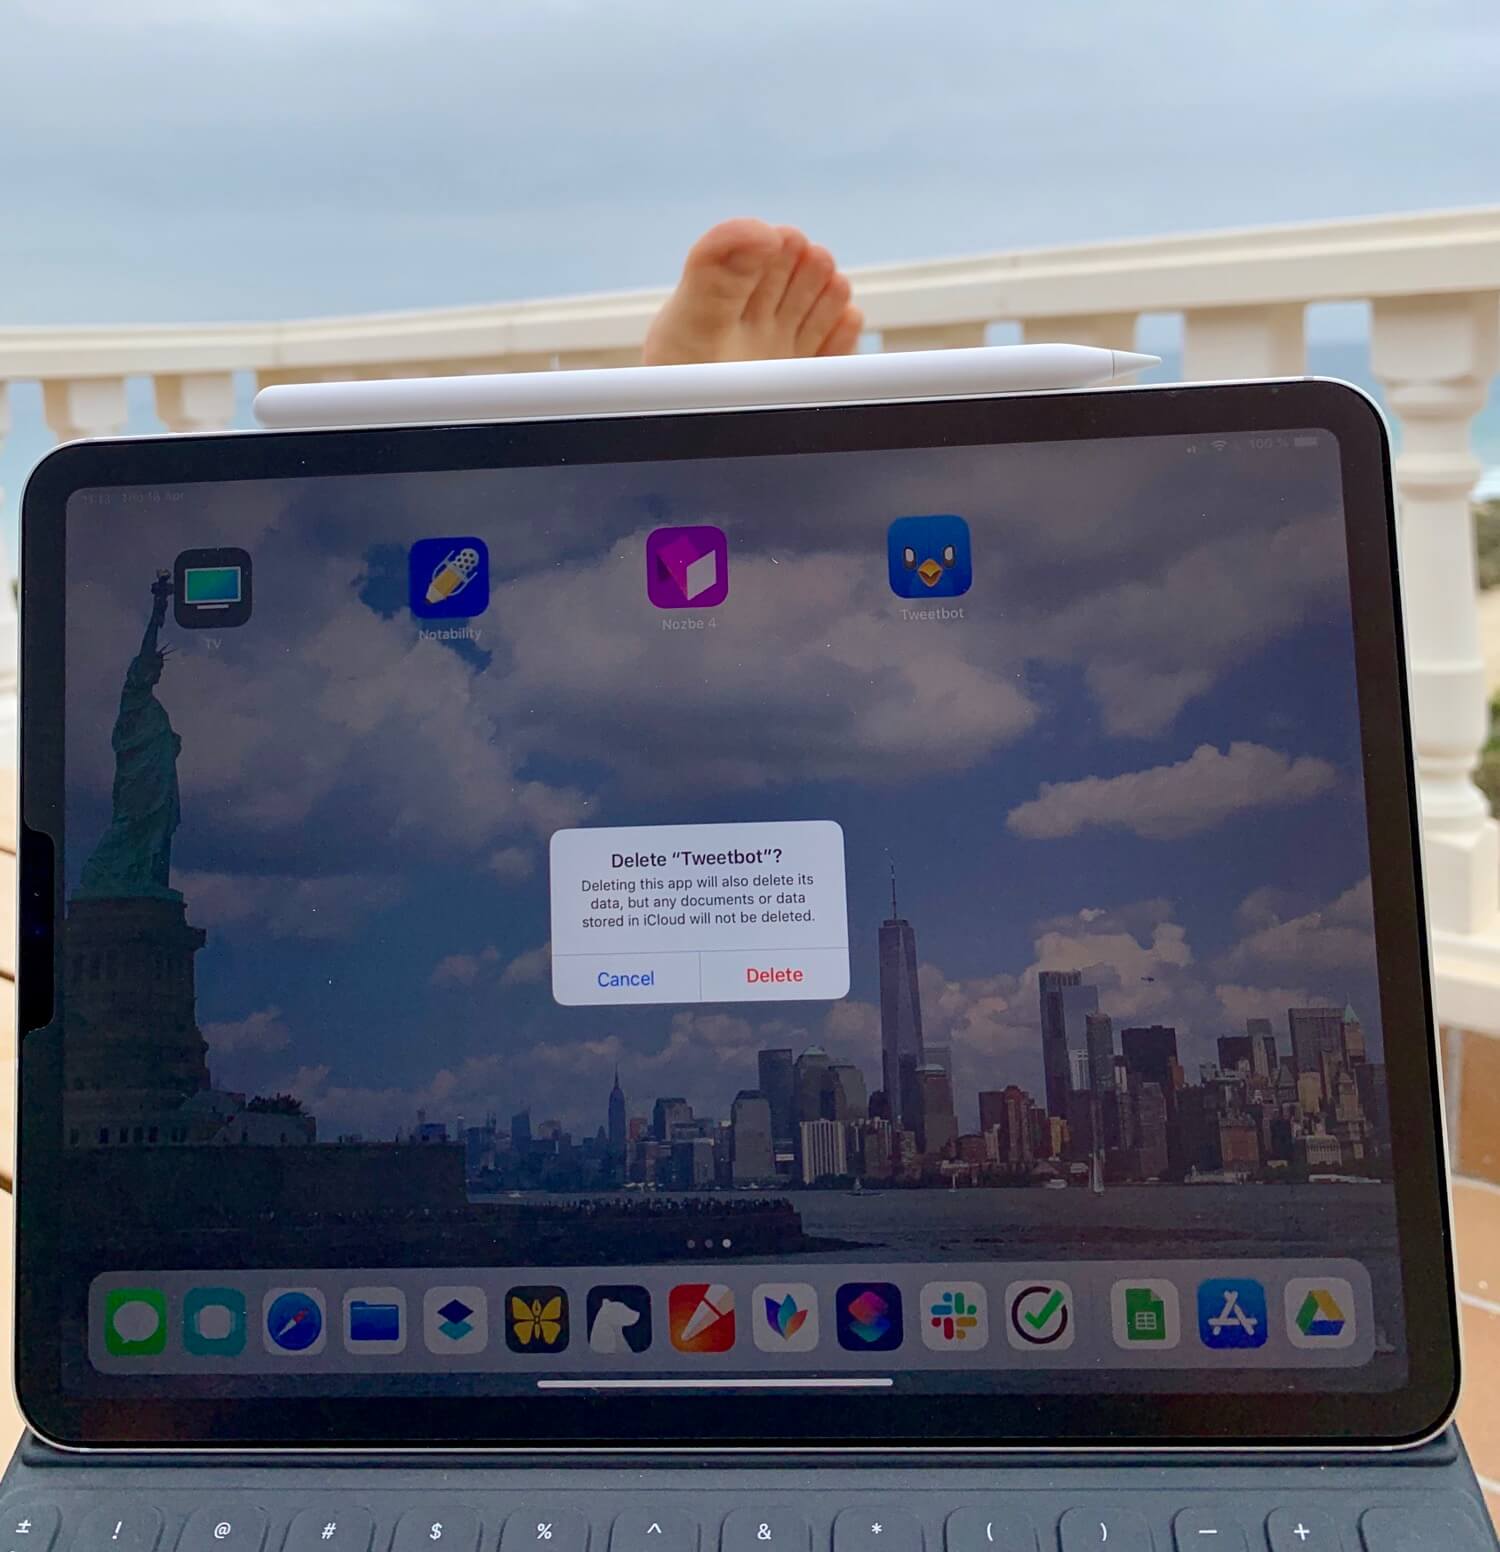 100 %
TV
Notability
Nozbe 4
Tweetbot
Delete “Tweetbot”?
Deleting this app will also delete its
data, but any documents or data
stored in iCloud will not be deleted.
Cancel Delete
± ! @ # $ % ^ & * ( ) – +